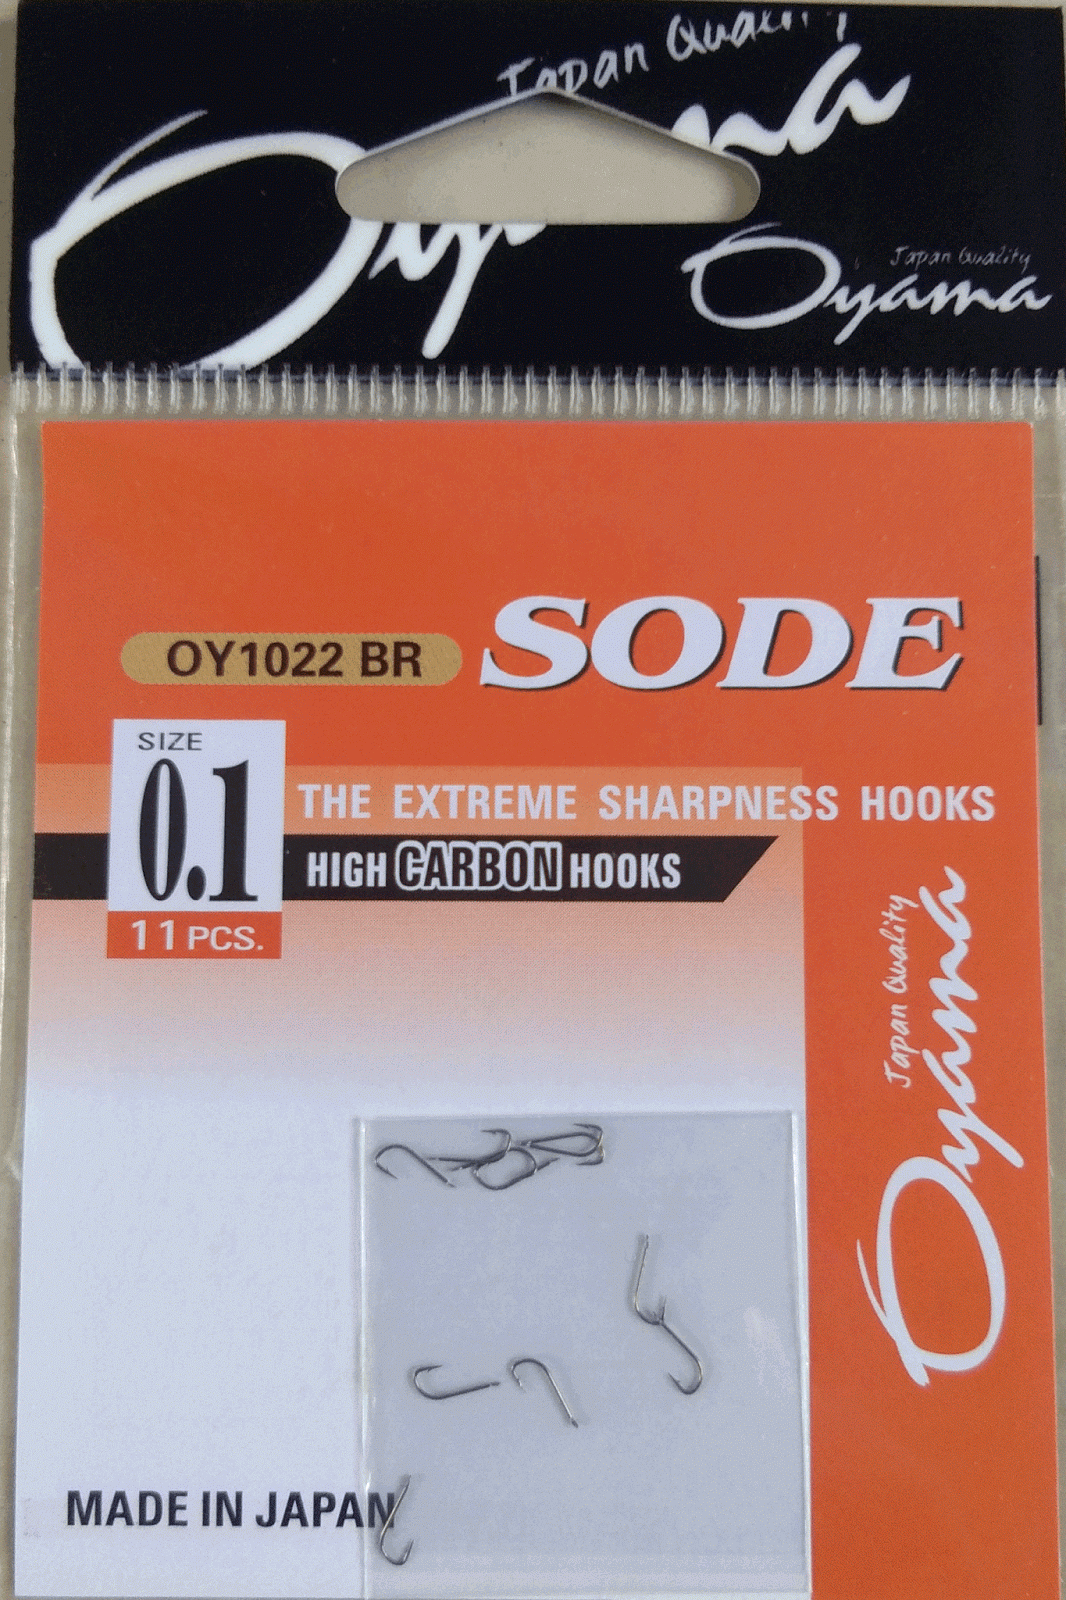 Japan Quality
Oyama
Japan Quality
Oyama
SODE
OY1022 BR
SIZE
0.1
11 PCS.
THE EXTREME SHARPNESS HOOKS
HIGH CARBON HOOKS
Japan Quality
Oyama
MADE IN JAPAN